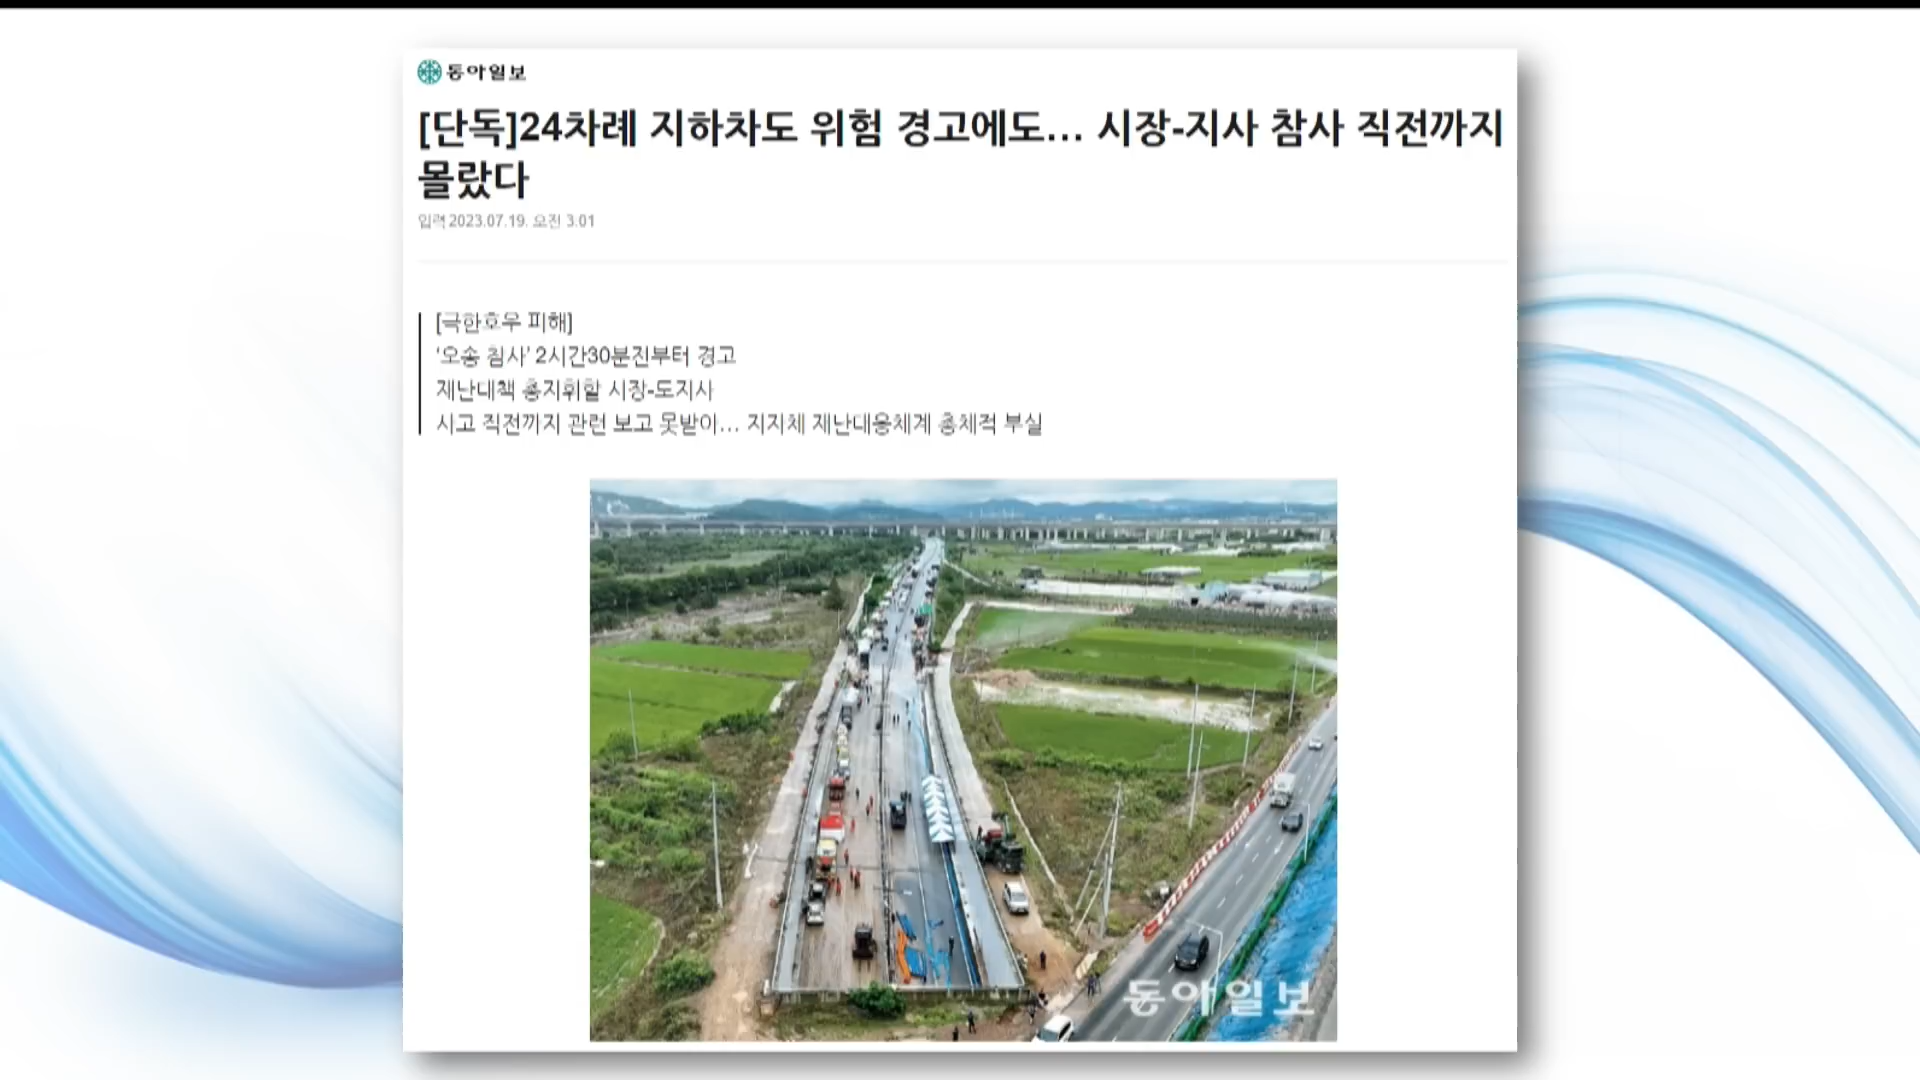 동아일보
[단독]24차례 지하차도 위험 경고에도... 시장-지사 참사 직전까지
몰랐다
입력 2023.07.19. 오전 3.01
[극한호우 피해]
'오송 침사' 2시간30분진부터 경고
재난대책 총지휘할 시장-도지사
시고 직전까지 관련 보고 못받아... 지자체 재난대응체계 총체적 부실
동아일보